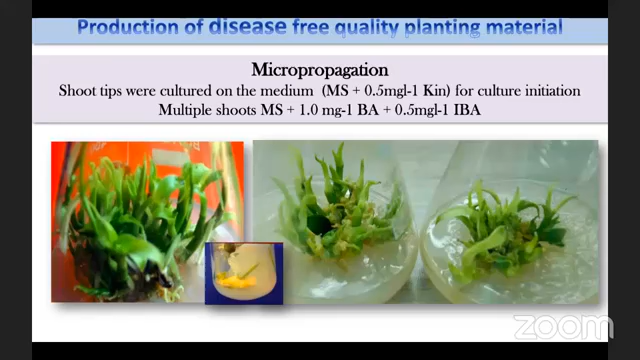 Production of disease free quality planting material
Micropropagation
Shoot tips were cultured on the medium (MS + 0.5mgl-1 Kin) for culture initiation
Multiple shoots MS + 1.0 mg-1 BA + 0.5mgl-1 IBA
zoom